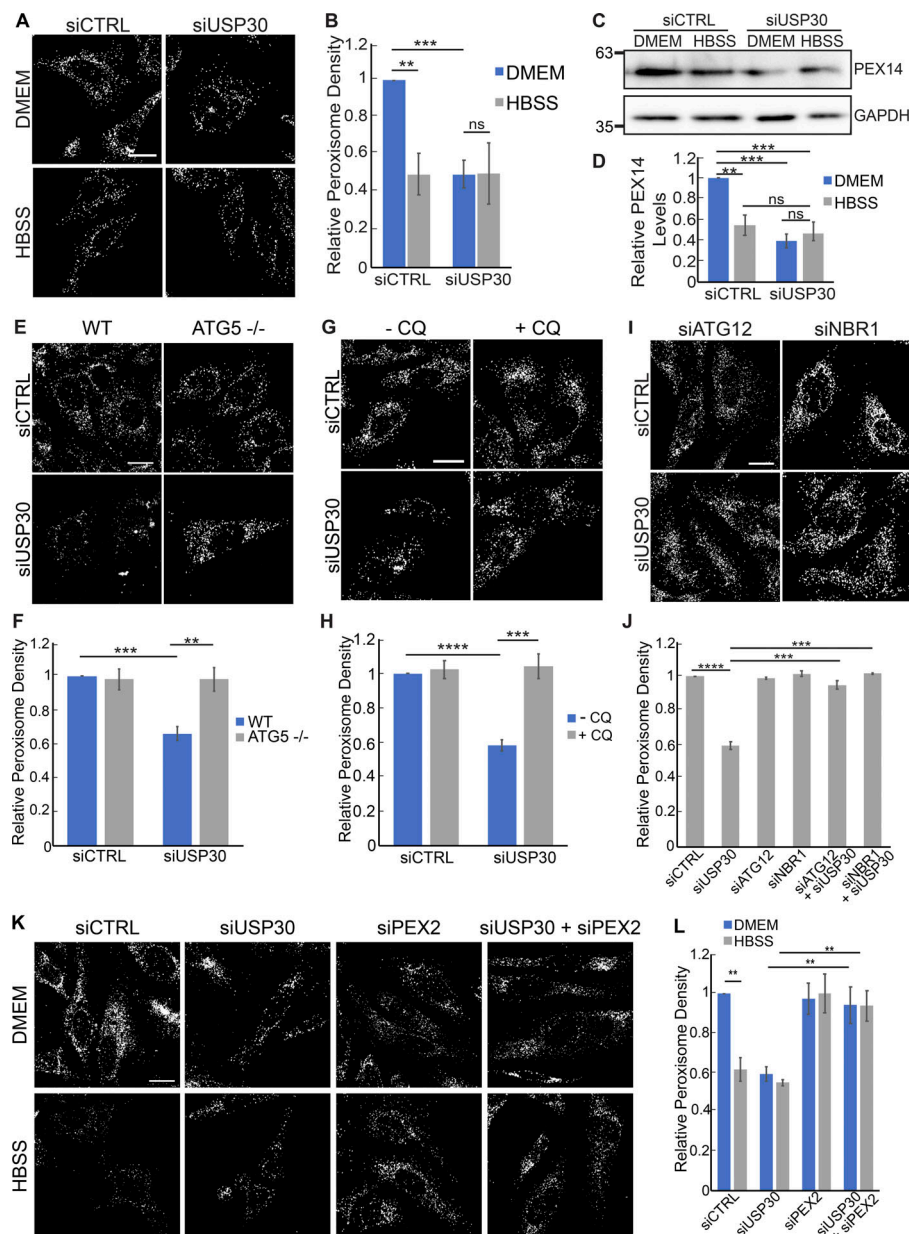 A
siCTRL
siUSP30
DMEM
HBSS
B
Relative Peroxisome Density
1.2
1
0.8
0.6
0.4
0.2
0
***
**
ns
DMEM
HBSS
siCTRL
siUSP30
C
siCTRL
siUSP30
DMEM
HBSS
DMEM
HBSS
63
PEX14
GAPDH
35
D
Relative PEX14
Levels
1.2
1
0.8
0.6
0.4
0.2
0
***
***
**
ns
ns
DMEM
HBSS
siCTRL
siUSP30
E
WT
ATG5 -/-
siCTRL
siUSP30
F
Relative Peroxisome Density
1.2
1
0.8
0.6
0.4
0.2
0
***
**
WT
ATG5 -/-
siCTRL
siUSP30
G
- CQ
+ CQ
siCTRL
siUSP30
H
Relative Peroxisome Density
1.2
1
0.8
0.6
0.4
0.2
0
****
***
- CQ
+ CQ
siCTRL
siUSP30
I
siATG12
siNBR1
siCTRL
siUSP30
J
Relative Peroxisome Density
1.2
1
0.8
0.6
0.4
0.2
0
***
***
****
siCTRL
siUSP30
siATG12
siNBR1
siATG12
+ siUSP30
siNBR1
+ siUSP30
K
siCTRL
siUSP30
siPEX2
siUSP30 + siPEX2
DMEM
HBSS
L
DMEM
HBSS
Relative Peroxisome Density
1.2
1
0.8
0.6
0.4
0.2
0
**
**
**
siCTRL
siUSP30
siPEX2
siUSP30
siPEX2